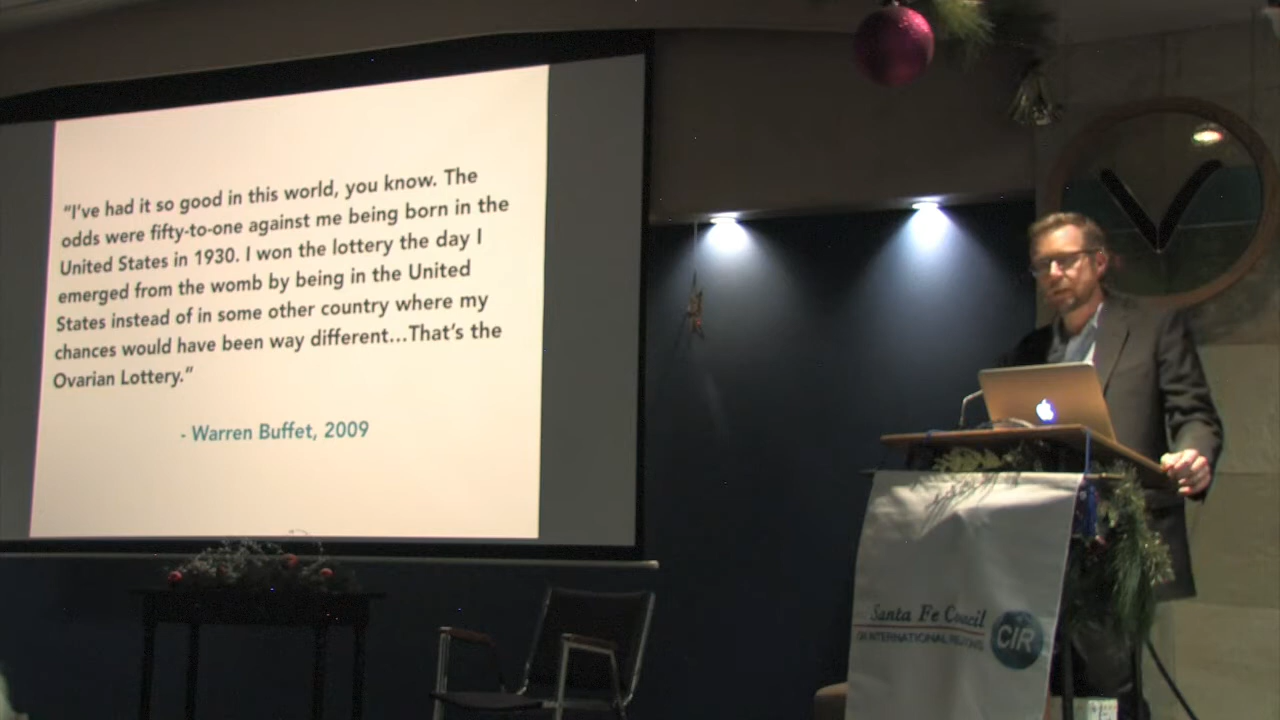 “I’ve had it so good in this world, you know. The
odds were fifty-to-one against me being born in the
United States in 1930. I won the lottery the day I
emerged from the womb by being in the United
States instead of in some other country where my
chances would have been way different...That’s the
Ovarian Lottery.”
- Warren Buffet, 2009
Santa Fe Council
ON INTERNATIONAL RELATIONS
CIR